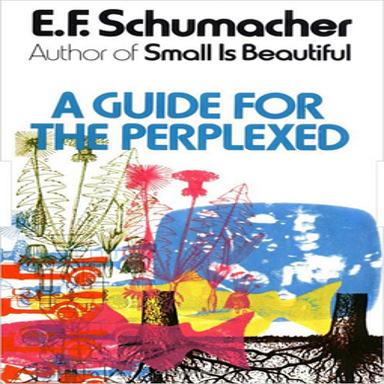 E.F. Schumacher
Author of Small Is Beautiful
A GUIDE FOR
THE PERPLEXED